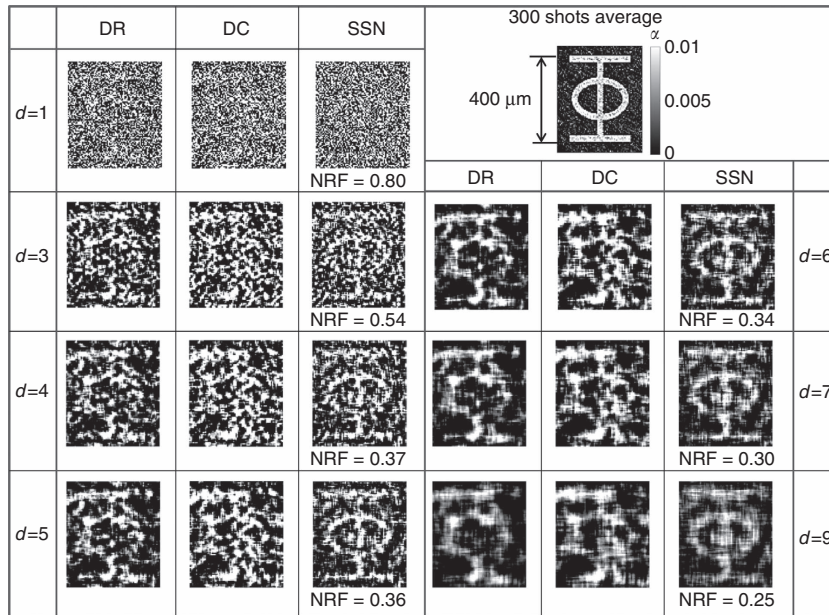 DR DC SSN
300 shots average
α
0.01
400 μm
0.005
0
d=1
NRF = 0.80
DR DC SSN
d=3
NRF = 0.54
NRF = 0.34
d=6
d=4
NRF = 0.37
NRF = 0.30
d=7
d=5
NRF = 0.36
NRF = 0.25
d=9